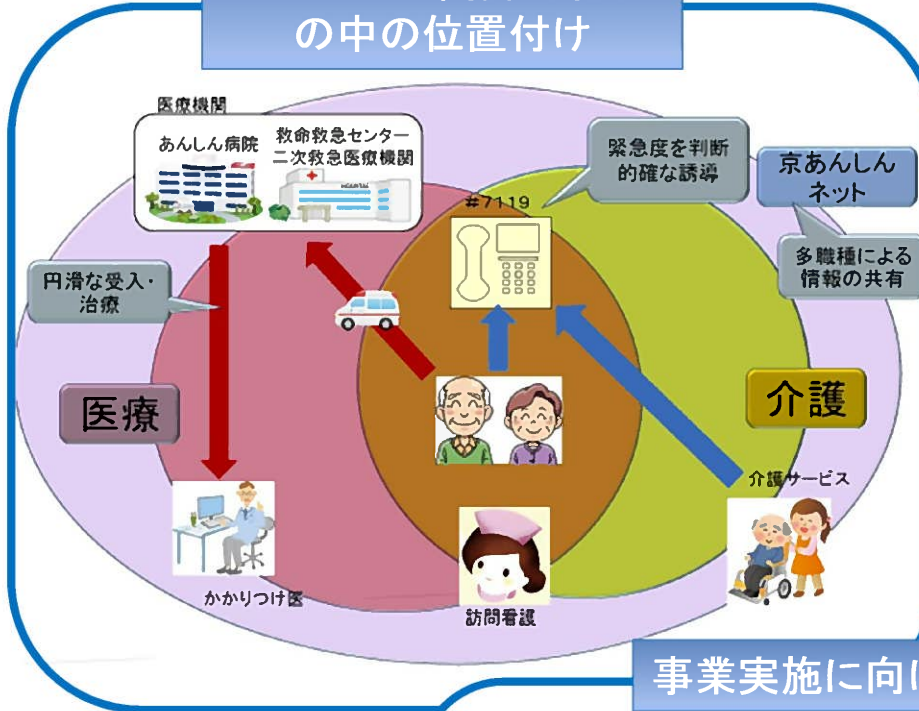 の中の位置付け
医療機関
あんしん病院
救命救急センター
二次救急医療機関
HOSPITAL
緊急度を判断
的確な誘導
京あんしん
ネット
#7119
多職種による
情報の共有
円滑な受入・
治療
医療
介護
介護サービス
かかりつけ医
訪問看護
事業実施に向け